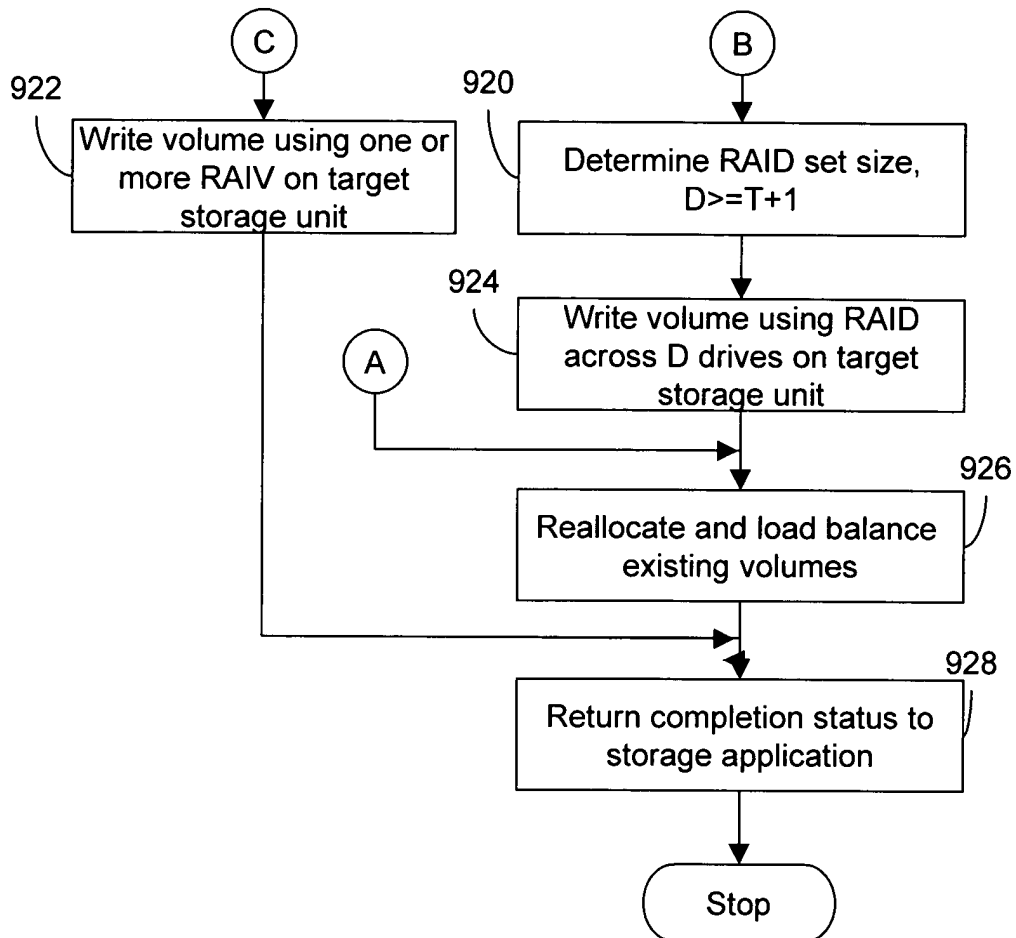 C
B
922
920
Write volume using one or
more RAIV on target
storage unit
Determine RAID set size,
D>=T+1
924
Write volume using RAID
across D drives on target
storage unit
A
926
Reallocate and load balance
existing volumes
928
Return completion status to
storage application
Stop